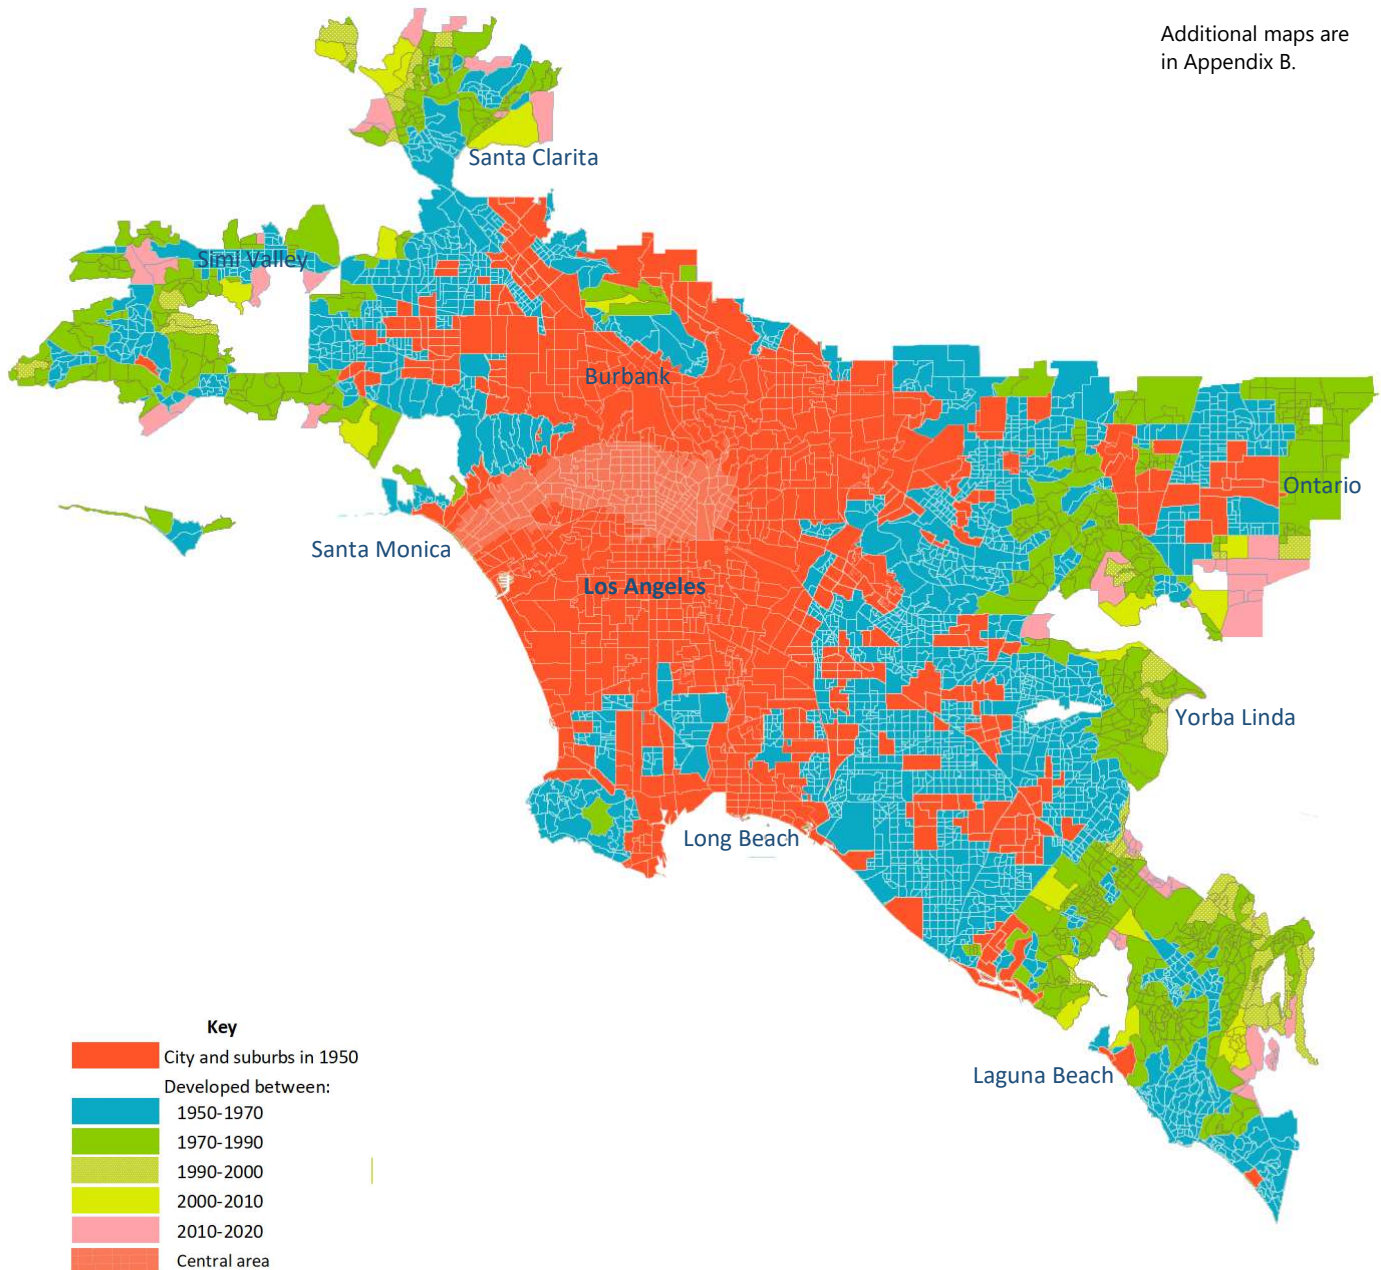 Additional maps are
in Appendix B.
Santa Clarita
Simi Valley
Burbank
Ontario
Santa Monica
Los Angeles
Yorba Linda
Long Beach
Laguna Beach
Key
City and suburbs in 1950
Developed between:
1950-1970
1970-1990
1990-2000
2000-2010
2010-2020
Central area